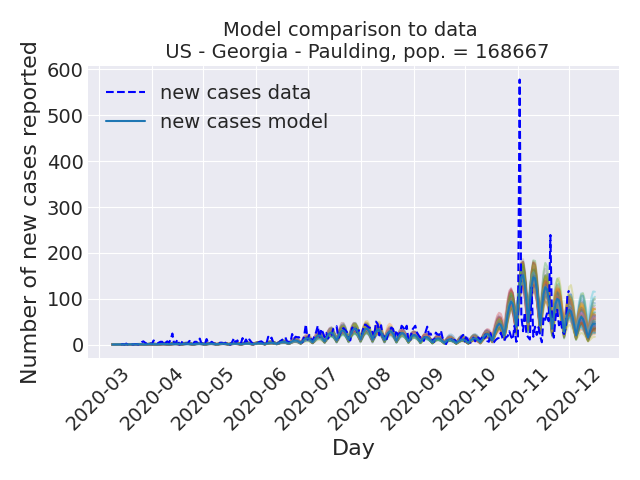 Model comparison to data
US - Georgia - Paulding, pop. = 168667
Number of new cases reported
600
500
400
300
200
100
0
new cases data
new cases model
2020-03
2020-04
2020-05
2020-06
2020-07
2020-08
2020-09
2020-10
2020-11
2020-12
Day